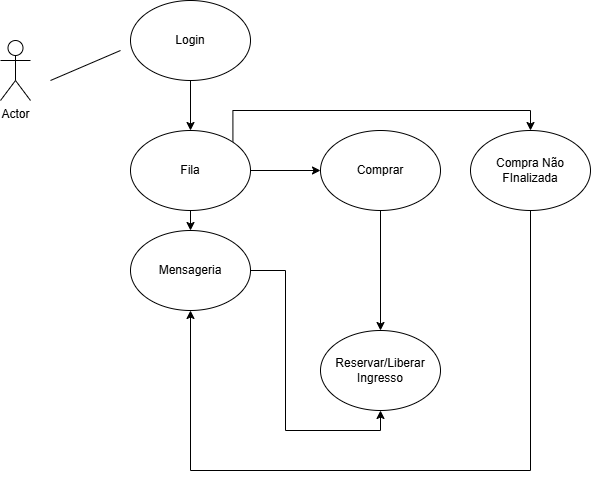 Login
Actor
Fila
Comprar
Compra Não
FInalizada
Mensageria
Reservar/Liberar
Ingresso